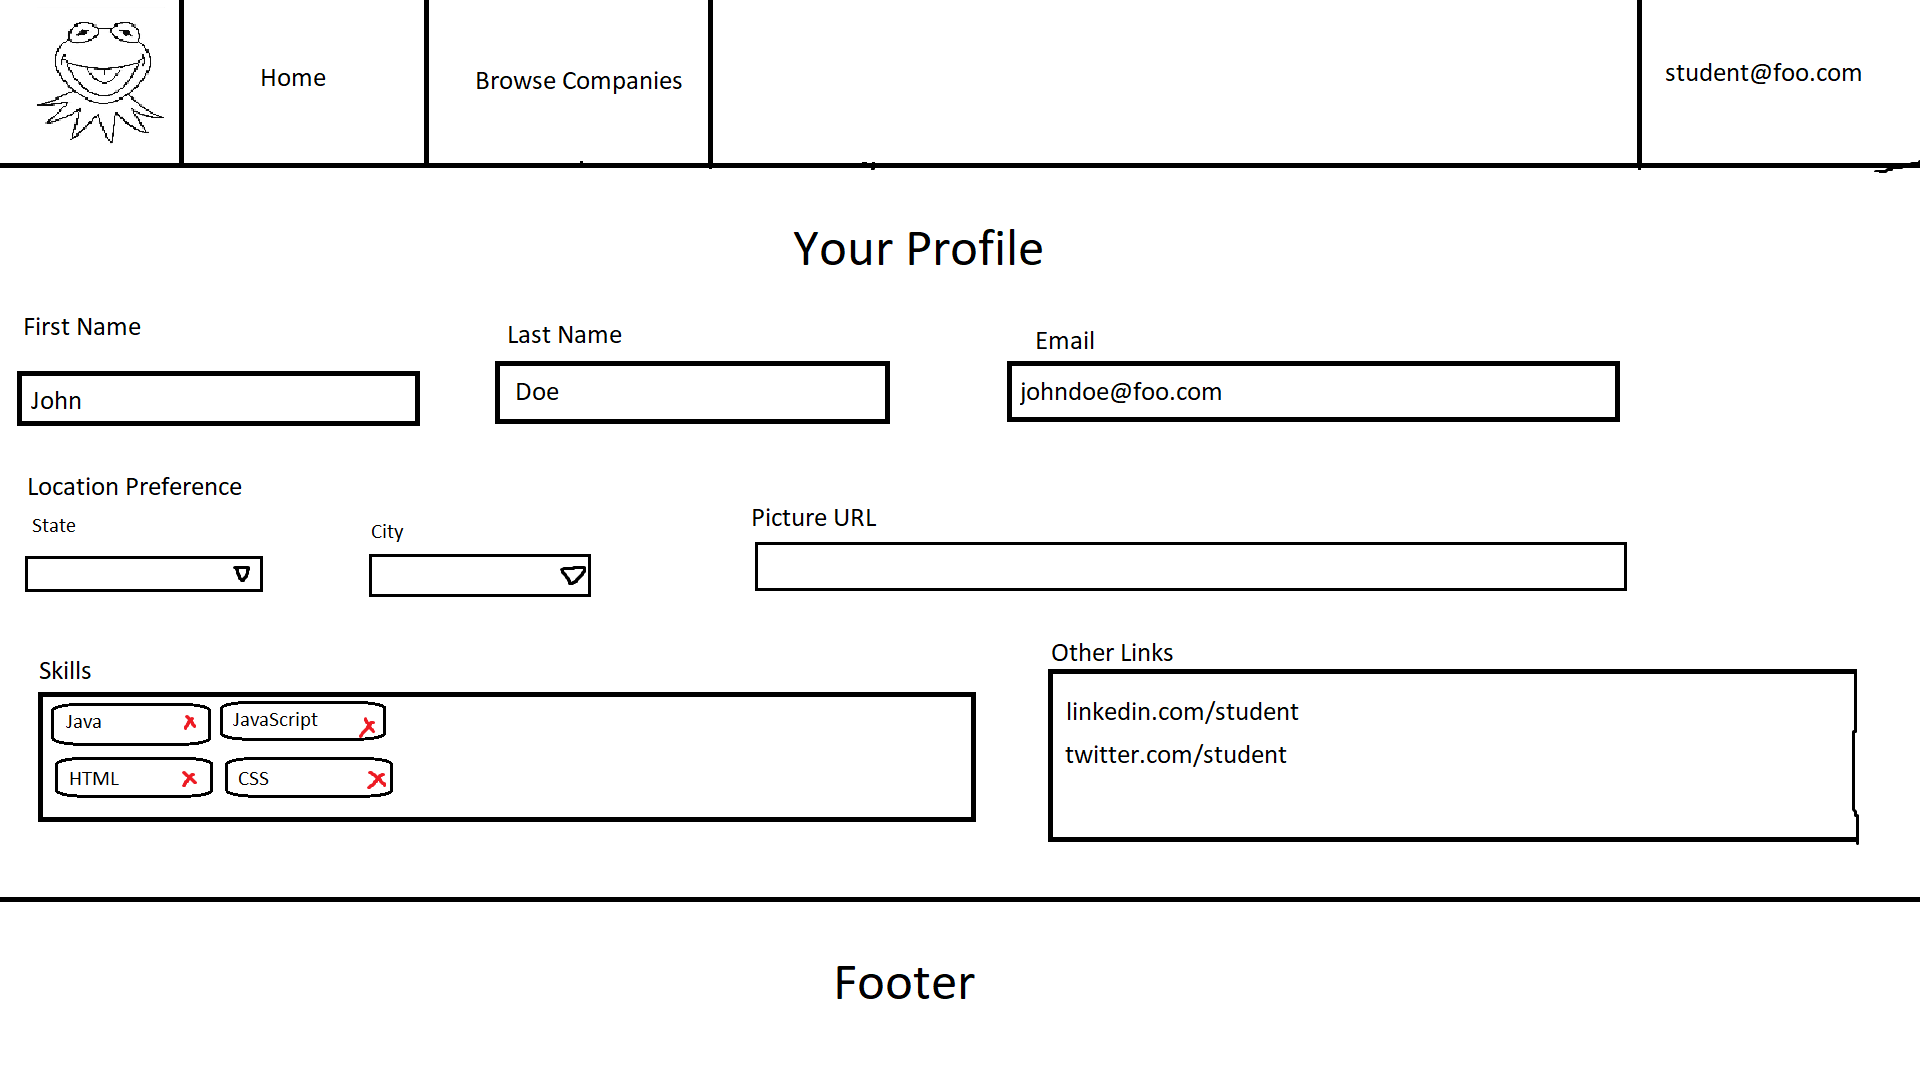 Home
Browse Companies
student@foo.com
Your Profile
First Name
Last Name
Email
John
Doe
johndoe@foo.com
Location Preference
State
City
Picture URL
Skills
Other Links
Java
JavaScript
HTML
CSS
linkedin.com/student
twitter.com/student
Footer